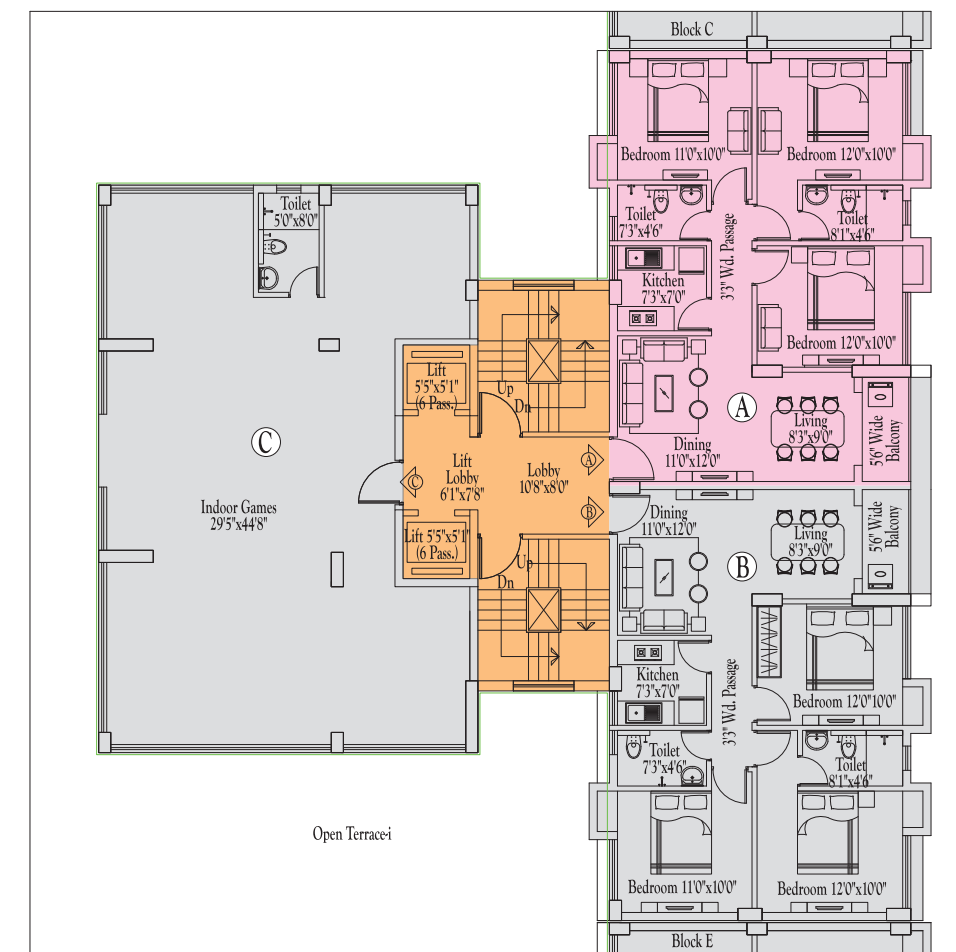 Block C
Bedroom 11'0"x10'0"
Bedroom 12'0"x10'0"
Toilet
5'0"x8'0"
Toilet
7'3"x4'6"
3'3" Wd. Passage
Toilet
8'1"x4'6"
Kitchen
7'3"x7'0"
Bedroom 12'0"x10'0"
Lift
5'5"x5'1"
(6 Pass.)
Up
Dn
A
Living
8'3"x9'0"
5'6" Wide
Balcony
C
Dining
11'0"x12'0"
Lift
Lobby
6'1"x7'8"
Lobby
10'8"x8'0"
A
C
B
Indoor Games
29'5"x44'8"
Dining
11'0"x12'0"
Living
8'3"x9'0"
5'6" Wide
Balcony
Lift 5'5"x5'1"
(6 Pass.)
Up
Dn
B
Kitchen
7'3"x7'0"
3'3" Wd. Passage
Bedroom 12'0"10'0"
Toilet
7'3"x4'6"
Toilet
8'1"x4'6"
Open Terrace-i
Bedroom 11'0"x10'0"
Bedroom 12'0"x10'0"
Block E